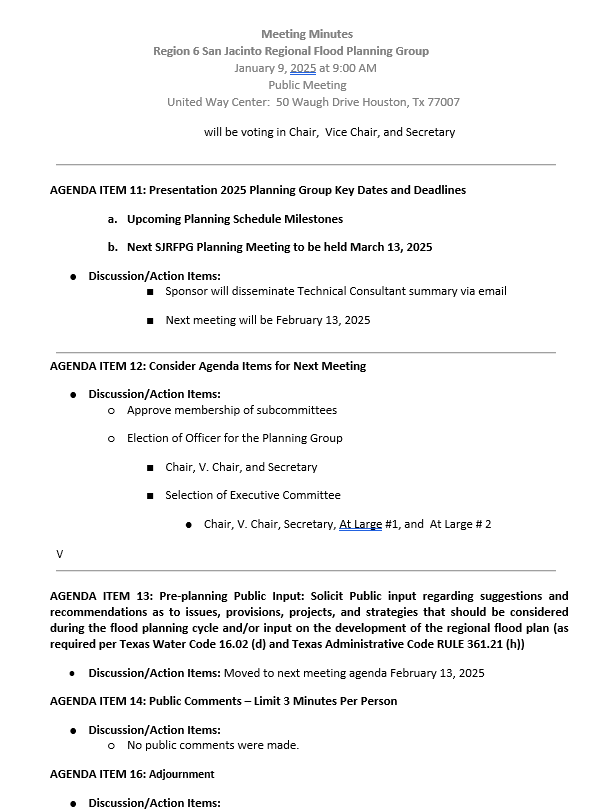 Meeting Minutes
Region 6 San Jacinto Regional Flood Planning Group
January 9, 2025 at 9:00 AM
Public Meeting
United Way Center:  50 Waugh Drive Houston, Tx 77007
will be voting in Chair,  Vice Chair, and Secretary
AGENDA ITEM 11: Presentation 2025 Planning Group Key Dates and Deadlines
a. Upcoming Planning Schedule Milestones
b. Next SJRFPG Planning Meeting to be held March 13, 2025
● Discussion/Action Items:
■ Sponsor will disseminate Technical Consultant summary via email
■ Next meeting will be February 13, 2025
AGENDA ITEM 12: Consider Agenda Items for Next Meeting
● Discussion/Action Items:
○ Approve membership of subcommittees
○ Election of Officer for the Planning Group
■ Chair, V. Chair, and Secretary
■ Selection of Executive Committee
● Chair, V. Chair, Secretary, At Large #1, and  At Large # 2
V
AGENDA ITEM 13: Pre-planning Public Input: Solicit Public input regarding suggestions and
recommendations as to issues, provisions, projects, and strategies that should be considered
during the flood planning cycle and/or input on the development of the regional flood plan (as
required per Texas Water Code 16.02 (d) and Texas Administrative Code RULE 361.21 (h))
● Discussion/Action Items: Moved to next meeting agenda February 13, 2025
AGENDA ITEM 14: Public Comments – Limit 3 Minutes Per Person
● Discussion/Action Items:
○ No public comments were made.
AGENDA ITEM 16: Adjournment
● Discussion/Action Items: